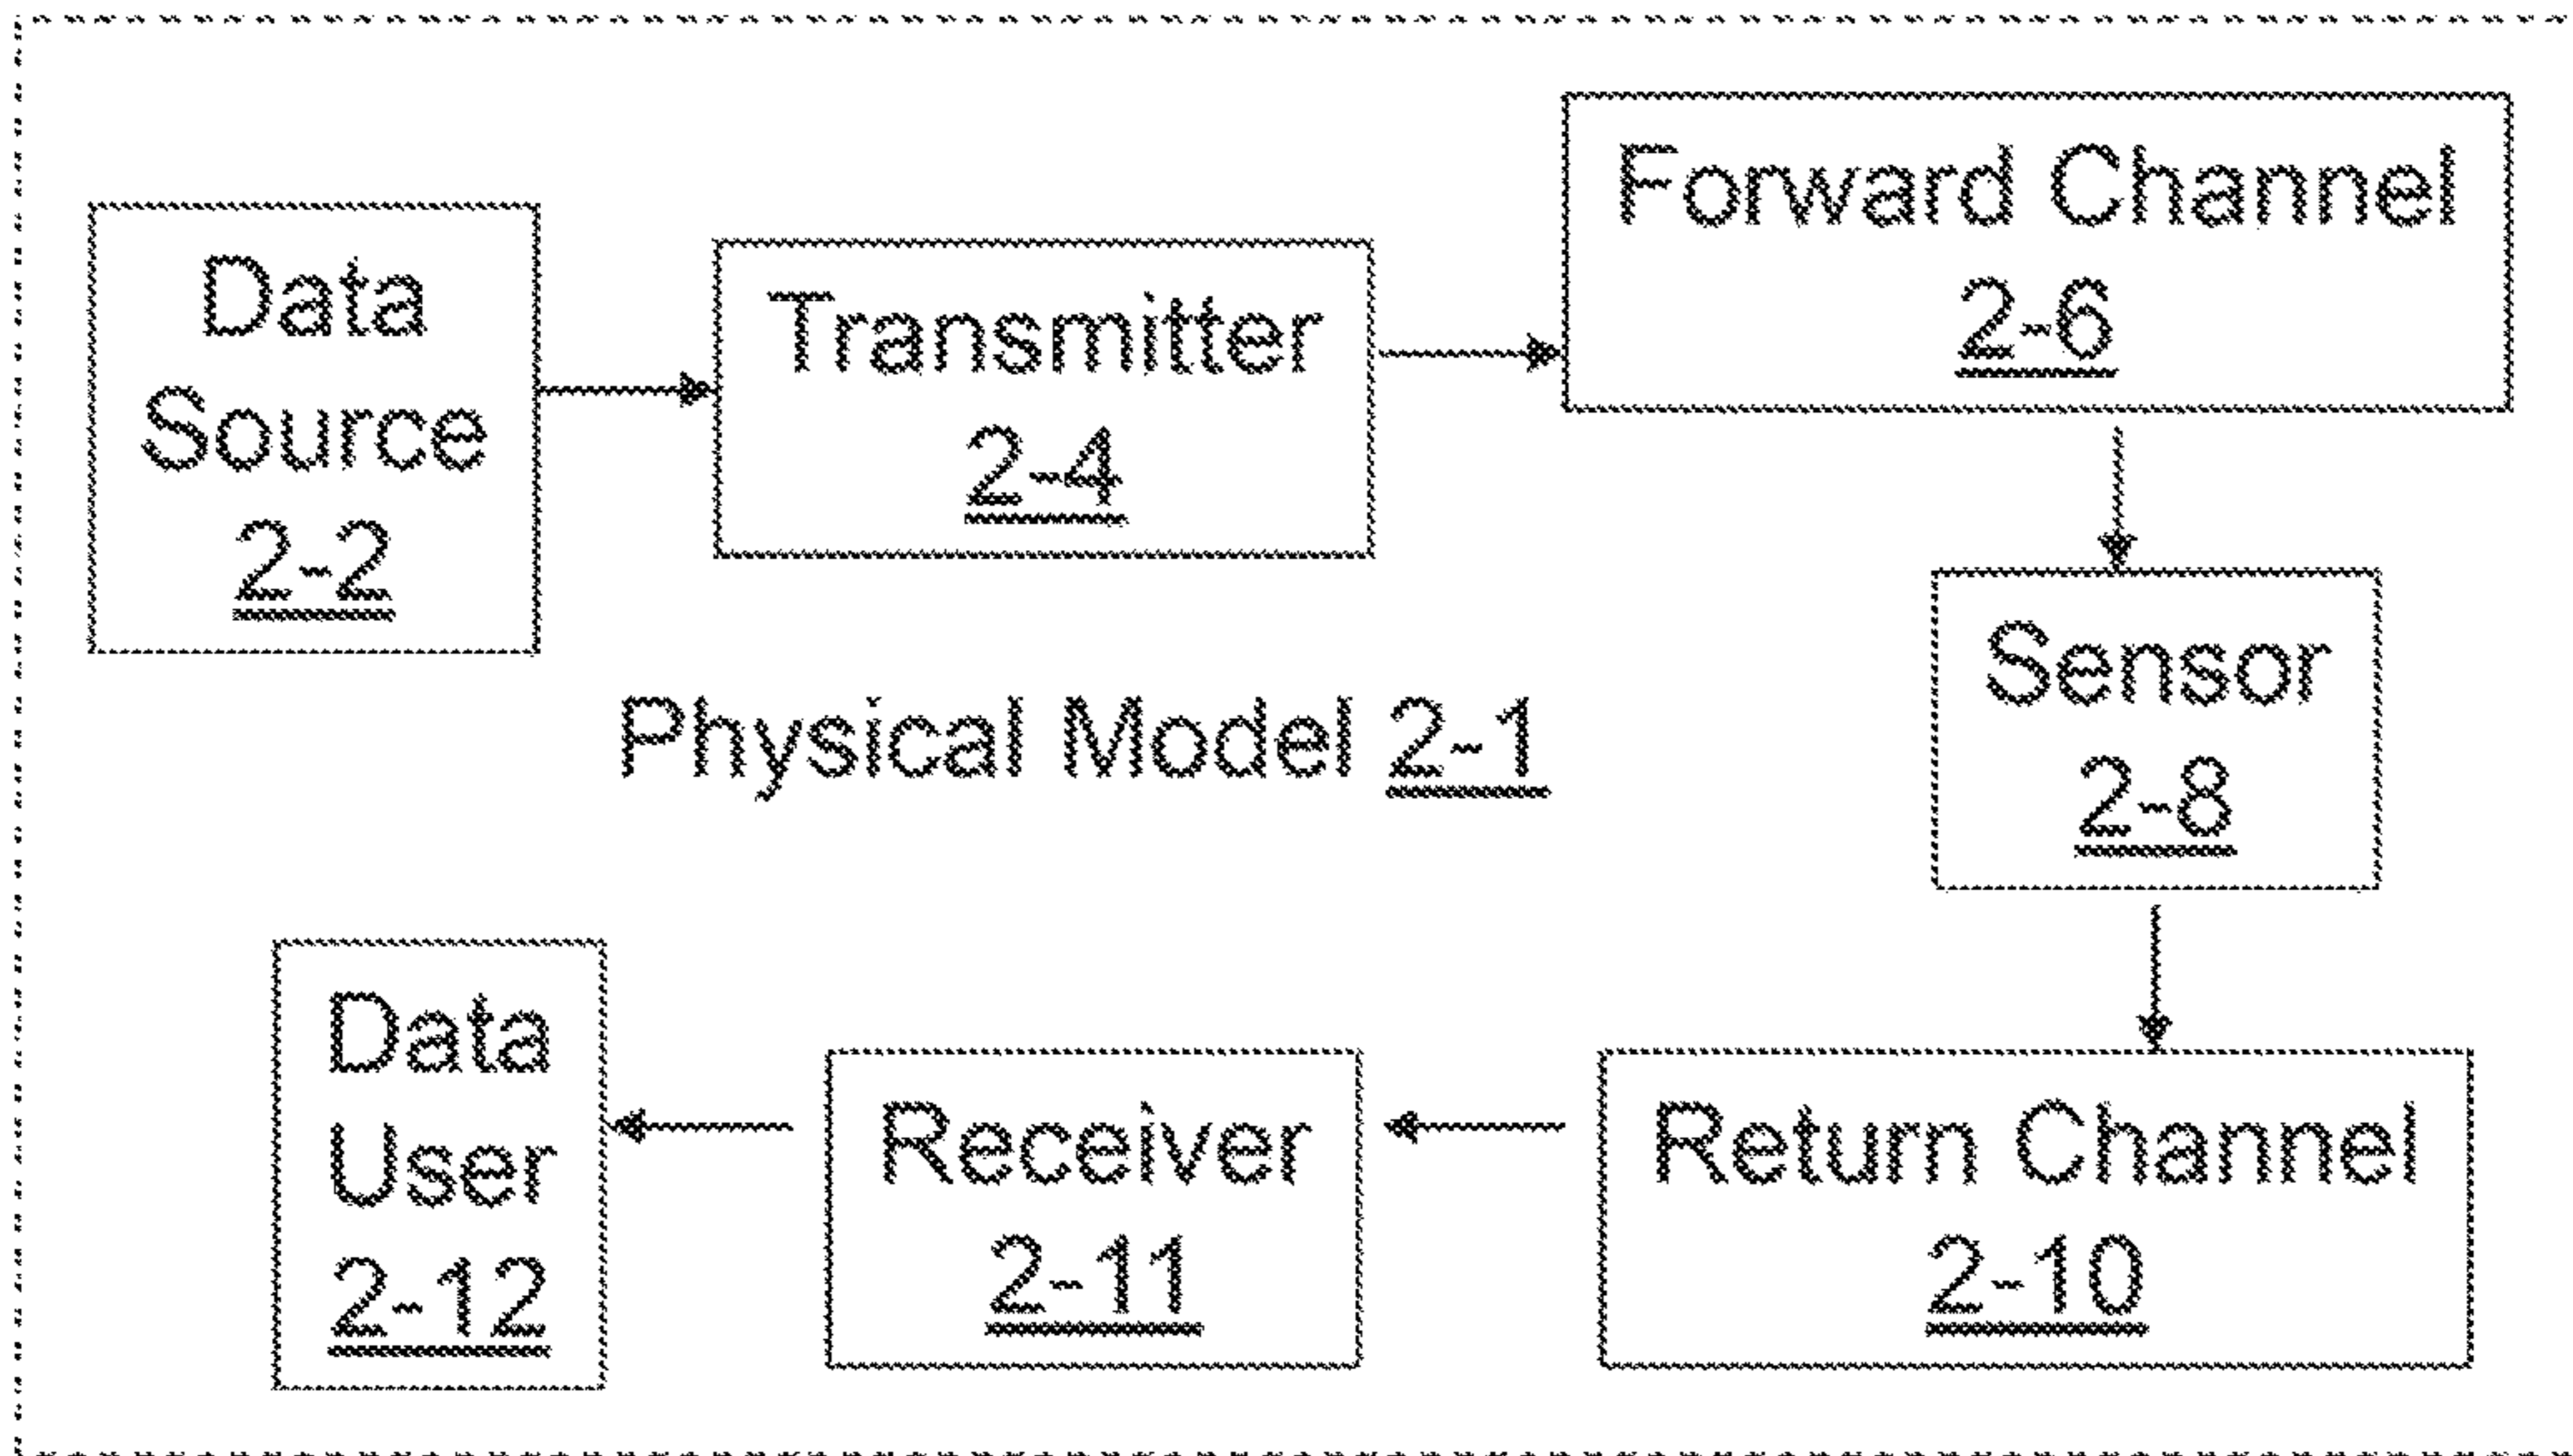 Data
Source
2-2
Transmitter
2-4
Forward Channel
2-6
Sensor
2-8
Physical Model 2-1
Data
User
2-12
Receiver
2-11
Return Channel
2-10